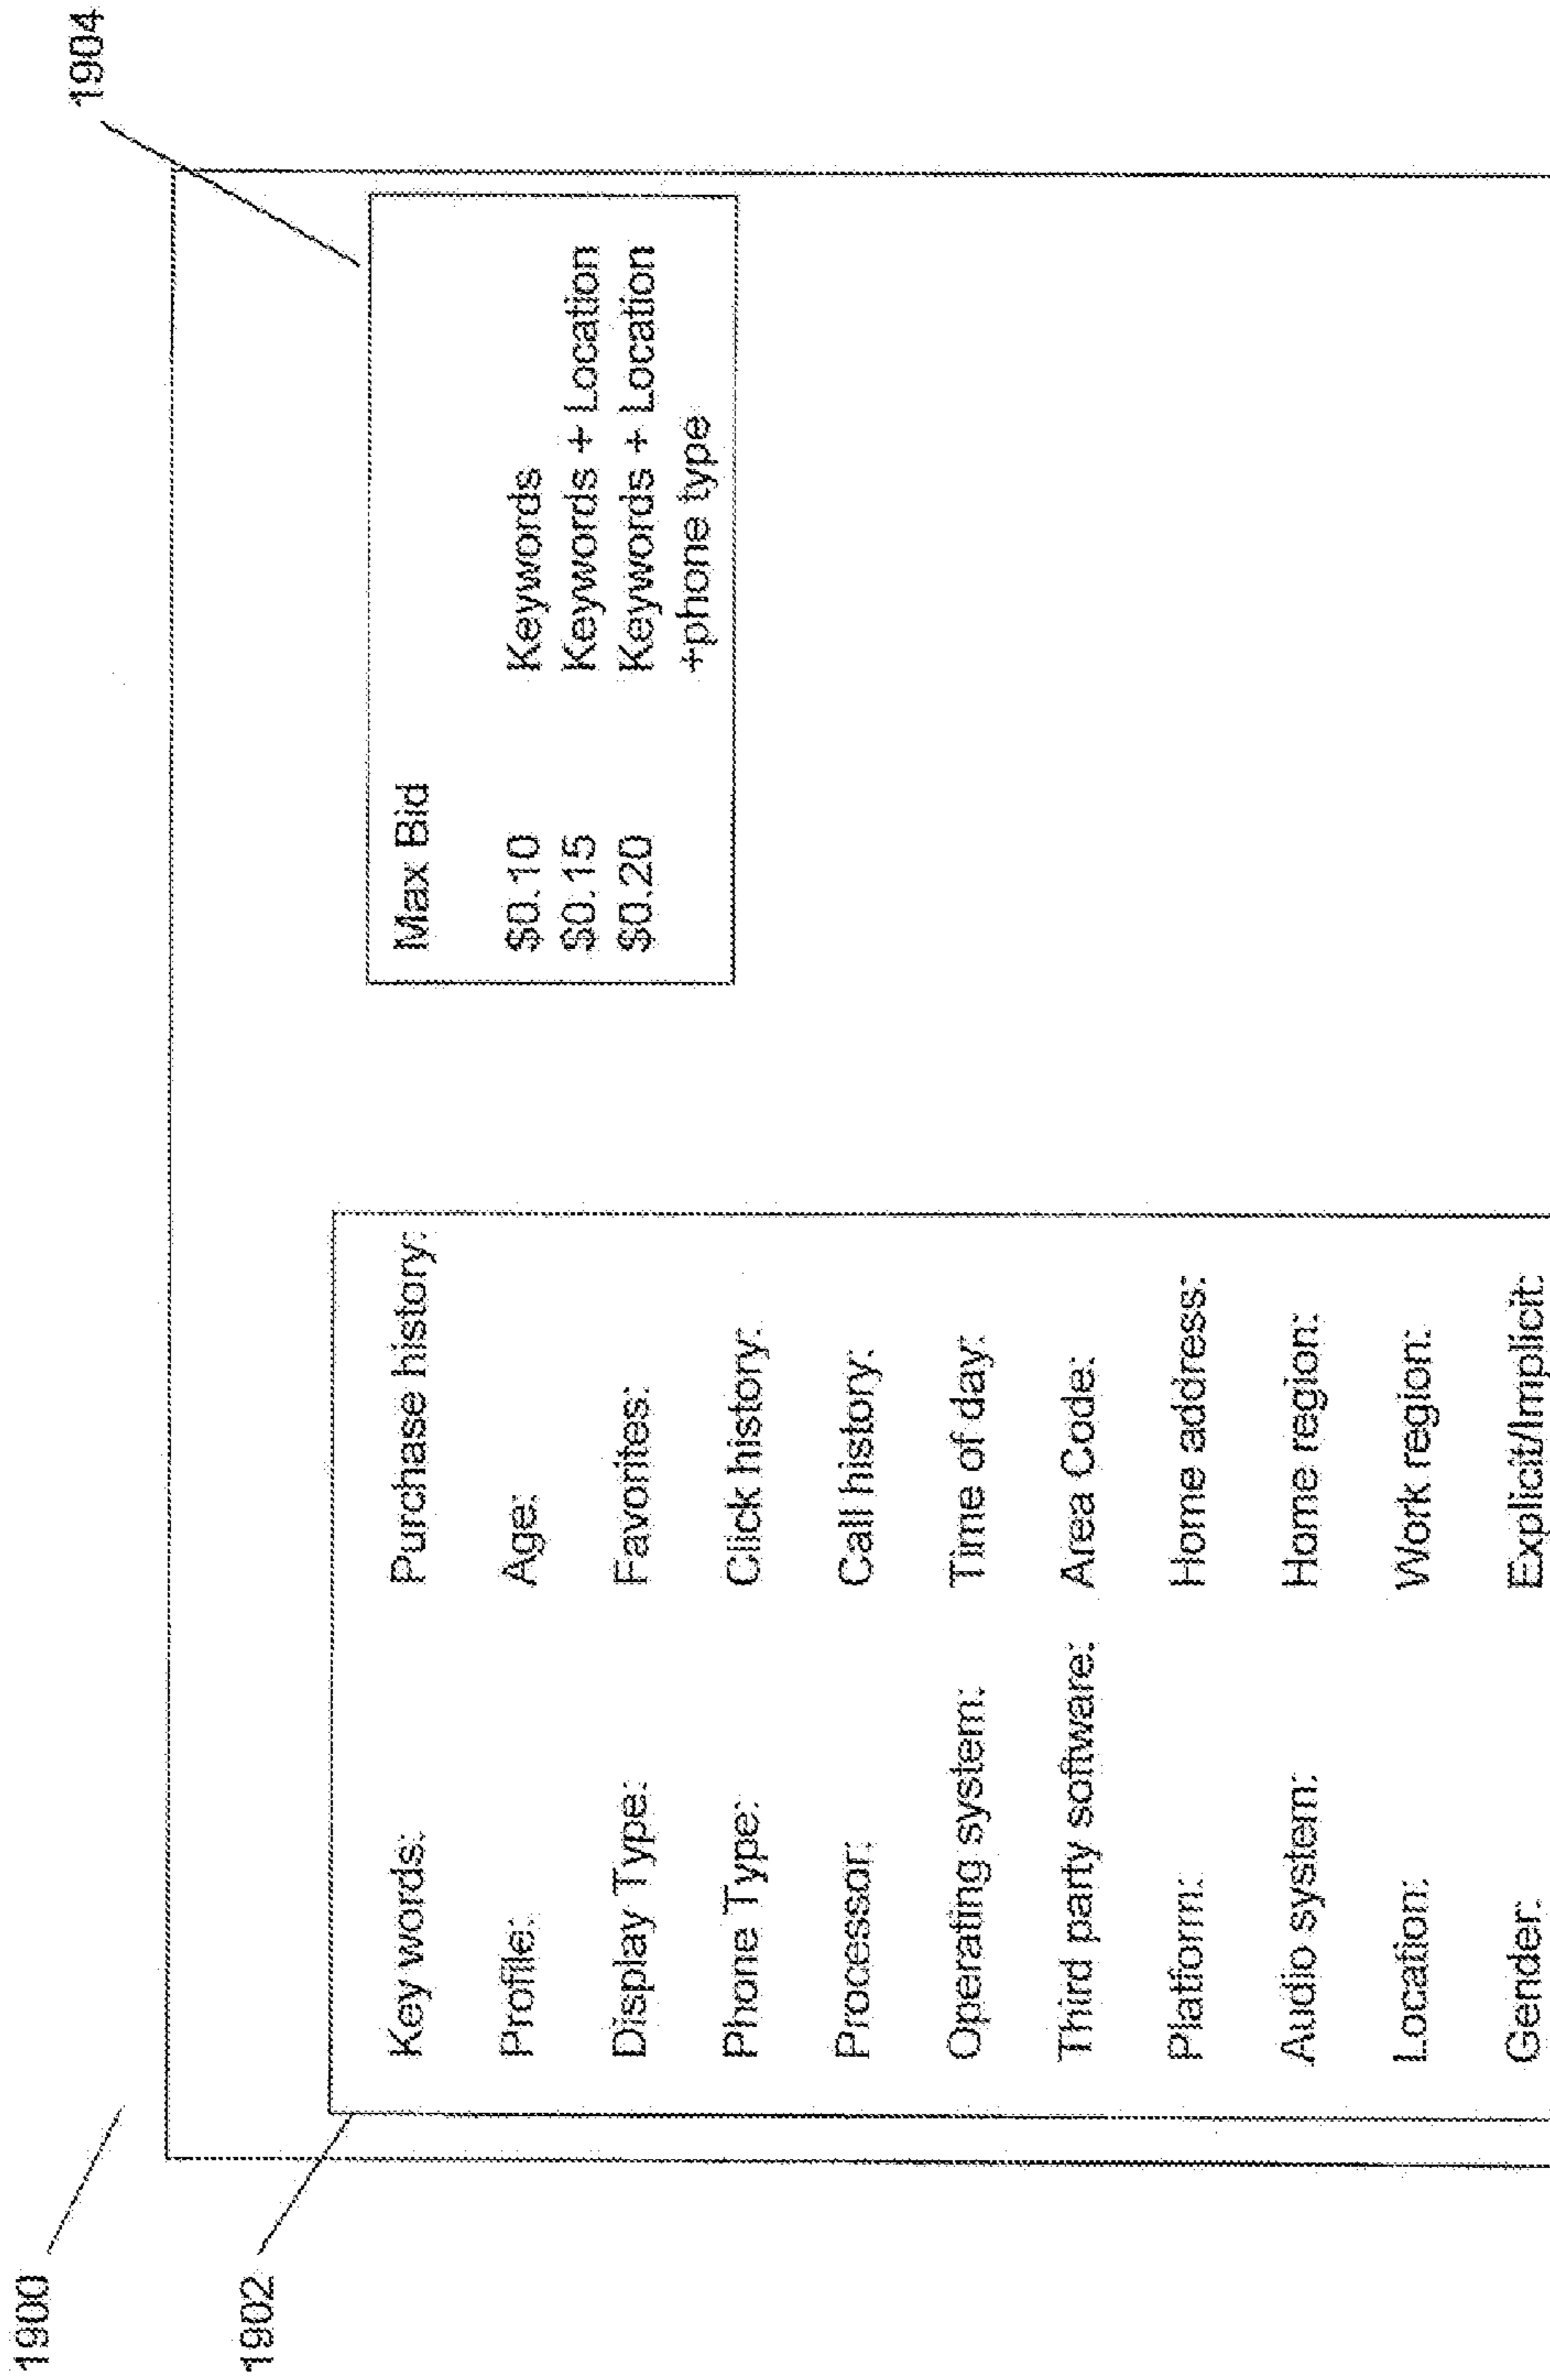 1900
1902
1904
Key words: Purchase history:
Profile: Age:
Display Type: Favorites:
Phone Type: Click history:
Processor: Call history:
Operating system: Time of day:
Third party software: Area Code:
Platform: Home address:
Audio system: Home region:
Location: Work region:
Gender: Explicit/Implicit:
Max Bid
$0.10 Keywords
$0.15 Keywords + Location
$0.20 Keywords + Location
+phone type